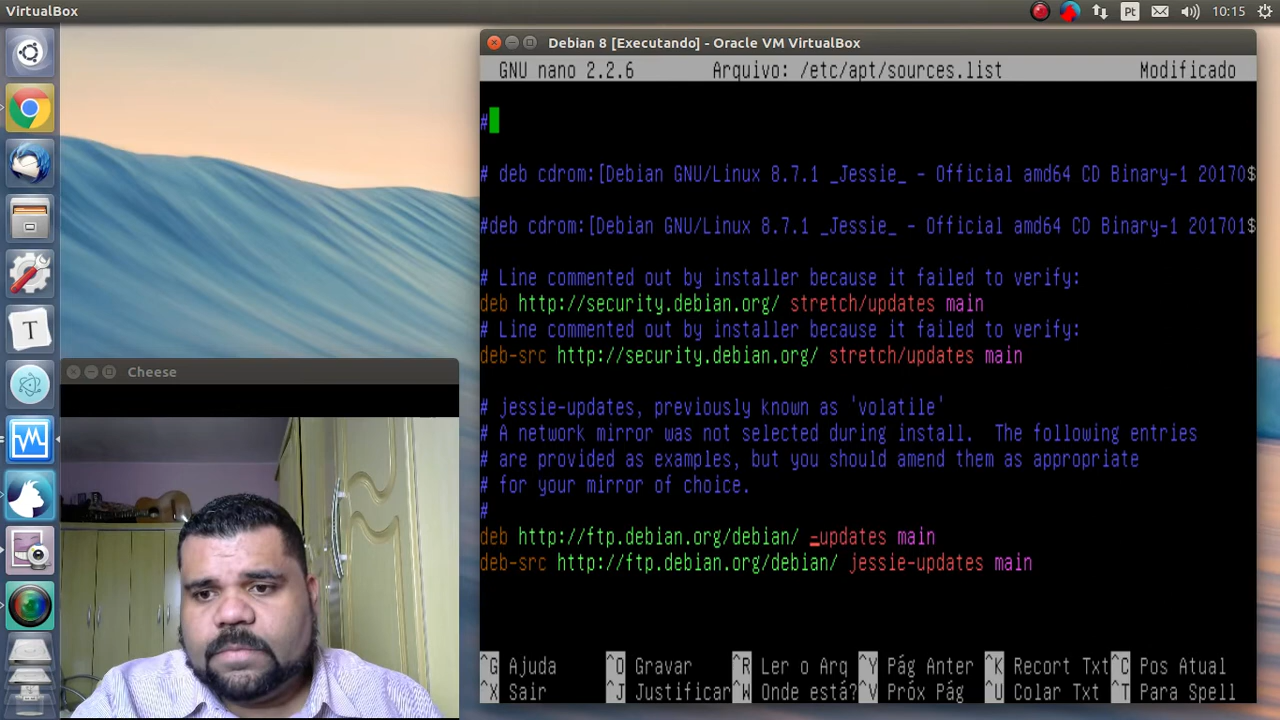 VirtualBox
Pt
10:15
Debian 8 [Executando] - Oracle VM VirtualBox
GNU nano 2.2.6 Arquivo: /etc/apt/sources.list Modificado
#
# deb cdrom:[Debian GNU/Linux 8.7.1 _Jessie_ - Official amd64 CD Binary-1 20170$
#deb cdrom:[Debian GNU/Linux 8.7.1 _Jessie_ - Official amd64 CD Binary-1 201701$
# Line commented out by installer because it failed to verify:
deb http://security.debian.org/ stretch/updates main
# Line commented out by installer because it failed to verify:
deb-src http://security.debian.org/ stretch/updates main
# jessie-updates, previously known as 'volatile'
# A network mirror was not selected during install.  The following entries
# are provided as examples, but you should amend them as appropriate
# for your mirror of choice.
#
deb http://ftp.debian.org/debian/ -updates main
deb-src http://ftp.debian.org/debian/ jessie-updates main
^G Ajuda ^O Gravar ^R Ler o Arq ^Y Pág Anter ^K Recort Txt ^C Pos Atual
^X Sair ^J Justificar ^W Onde está? ^V Próx Pág ^U Colar Txt ^T Para Spell
T
Cheese